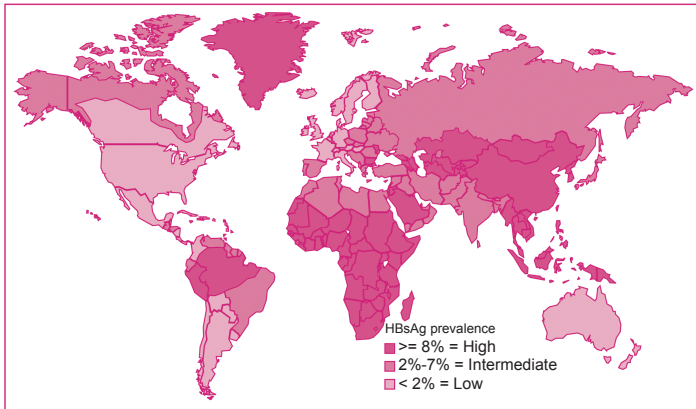 HBsAg prevalence
>= 8% = High
2%-7% = Intermediate
< 2% = Low